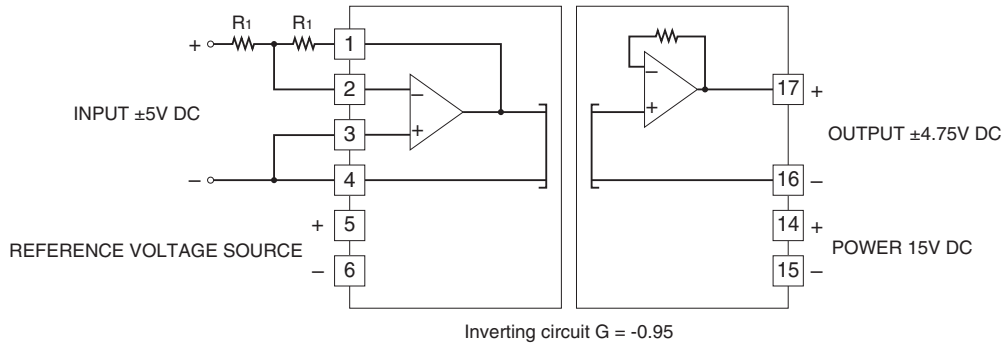 R1 R1
+ 1
2 − 17 +
INPUT ±5V DC
− +
3 + OUTPUT ±4.75V DC
− 4 16 −
+ 5 14 +
REFERENCE VOLTAGE SOURCE POWER 15V DC
− 6 15 −
Inverting circuit G = -0.95